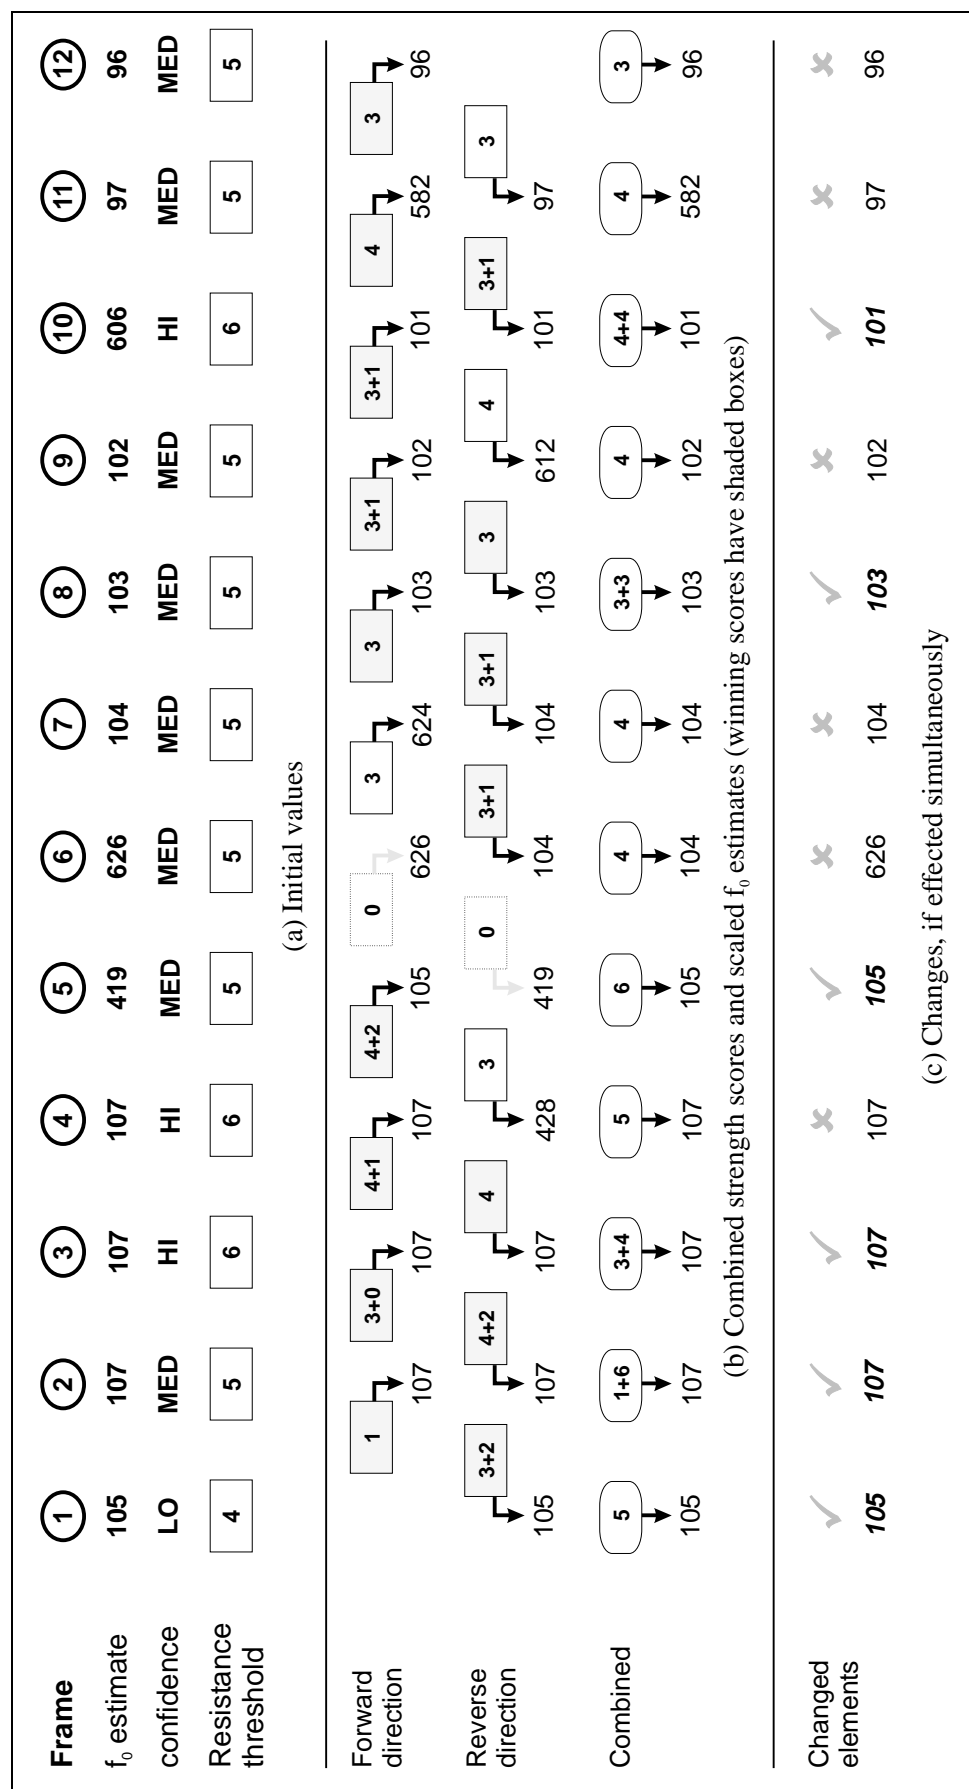 Frame 1 2 3 4 5 6 7 8 9 10 11 12
f0 estimate 105 107 107 107 419 626 104 103 102 606 97 96
confidence LO MED HI HI MED MED MED MED MED HI MED MED
Resistance
threshold
4 5 6 6 5 5 5 5 5 6 5 5
(a) Initial values
Forward
direction
1 3+0 4+1 4+2 0 3 3 3+1 3+1 4 3
107 107 107 105 626 624 103 102 101 582 96
Reverse
direction
3+2 4+2 4 3 0 3+1 3+1 3 4 3+1 3
105 107 107 428 419 104 104 103 612 101 97
Combined
5 1+6 3+4 5 6 4 4 3+3 4 4+4 4 3
105 107 107 107 105 104 104 103 102 101 582 96
(b) Combined strength scores and scaled f0 estimates (winning scores have shaded boxes)
Changed
elements
✓ ✓ ✓ ✗ ✓ ✗ ✗ ✓ ✗ ✓ ✗ ✗
105 107 107 107 105 626 104 103 102 101 97 96
(c) Changes, if effected simultaneously